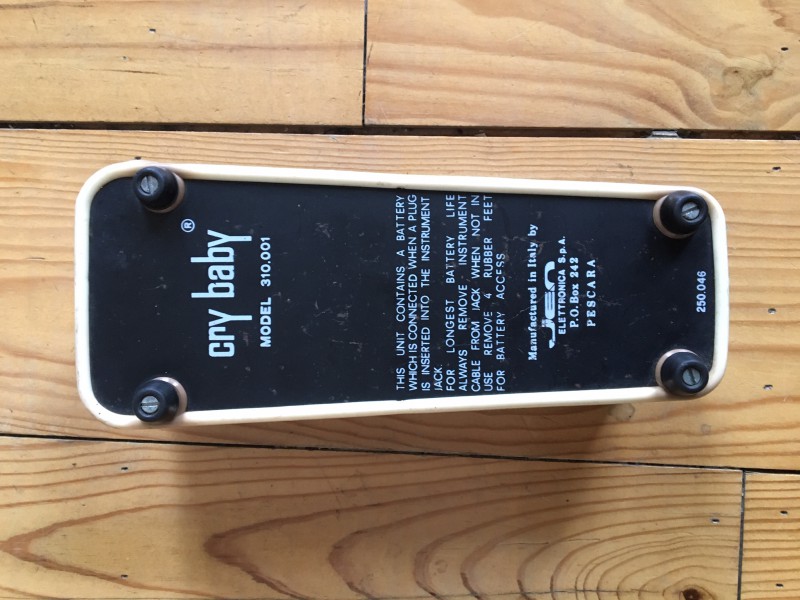 cry baby ®
MODEL 310.001
THIS UNIT CONTAINS A BATTERY
WHICH IS CONNECTED WHEN A PLUG
IS INSERTED INTO THE INSTRUMENT
JACK.
FOR LONGEST BATTERY LIFE
ALWAYS REMOVE INSTRUMENT
CABLE FROM JACK WHEN NOT IN
USE REMOVE 4 RUBBER FEET
FOR BATTERY ACCESS
Manufactured in Italy by
Jen
ELETTRONICA S.p.A.
P.O. Box 242
PESCARA
250.046